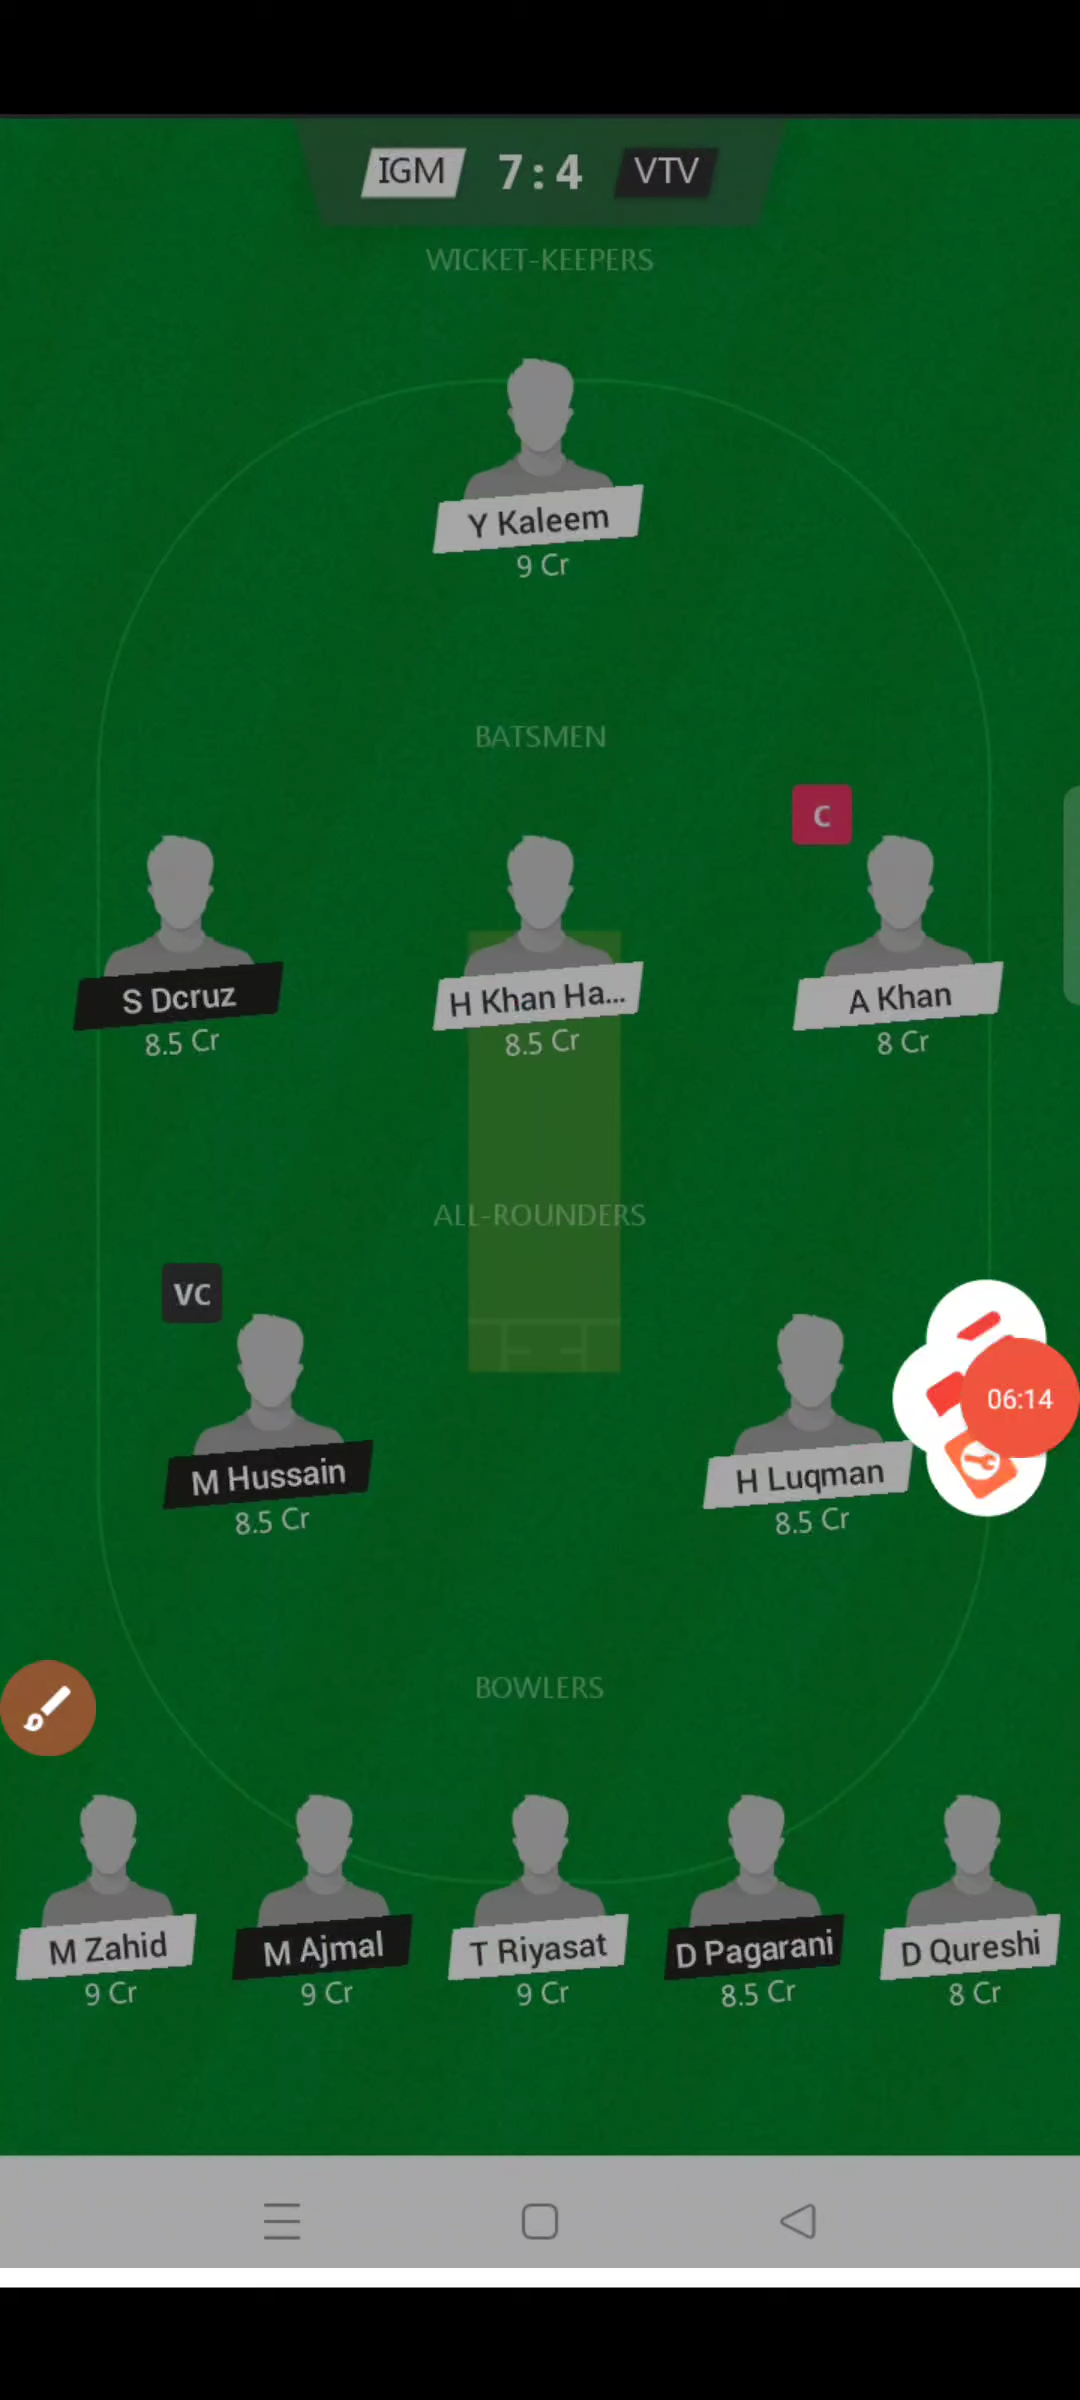 IGM 7 : 4 VTV
WICKET-KEEPERS
Y Kaleem
9 Cr
BATSMEN
C
S Dcruz H Khan Ha... A Khan
8.5 Cr 8.5 Cr 8 Cr
ALL-ROUNDERS
VC
06:14
M Hussain H Luqman
8.5 Cr 8.5 Cr
BOWLERS
M Zahid M Ajmal T Riyasat D Pagarani D Qureshi
9 Cr 9 Cr 9 Cr 8.5 Cr 8 Cr